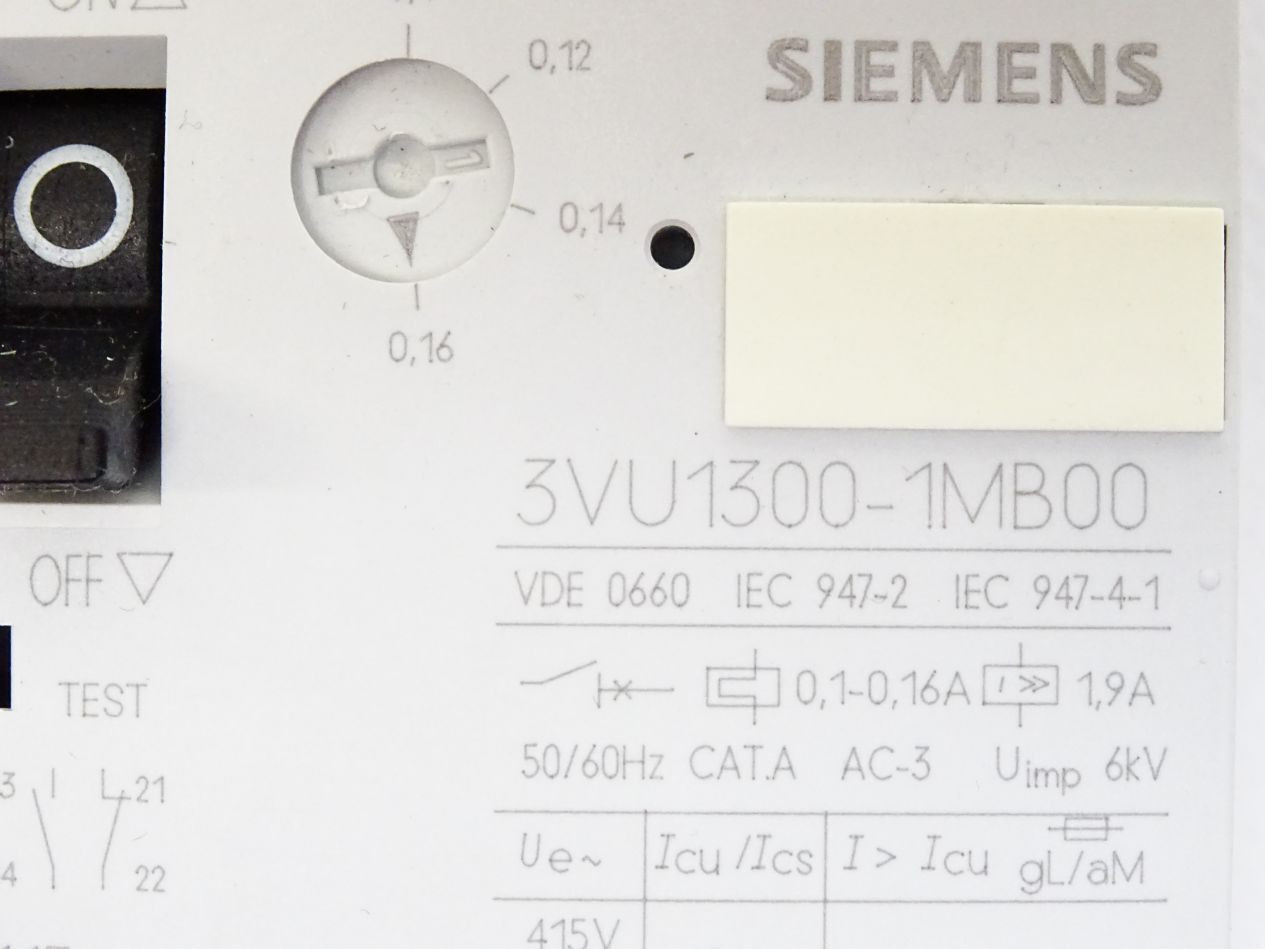 ON
0,12
SIEMENS
0,14
0,16
3VU1300-1MB00
OFF
VDE 0660 IEC 947-2 IEC 947-4-1
TEST
0,1-0,16A I >> 1,9A
50/60Hz CAT.A AC-3 Uimp 6kV
3 21
Ue~ Icu /Ics I > Icu gL/aM
4 22
415V